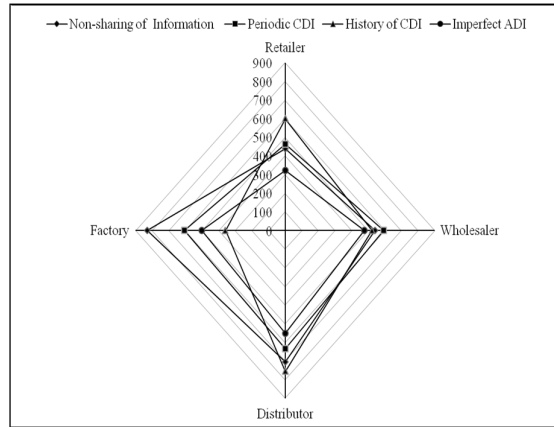 Non-sharing of Information Periodic CDI History of CDI Imperfect ADI
Retailer
900
800
700
600
500
400
300
200
100
0
Factory
Wholesaler
Distributor